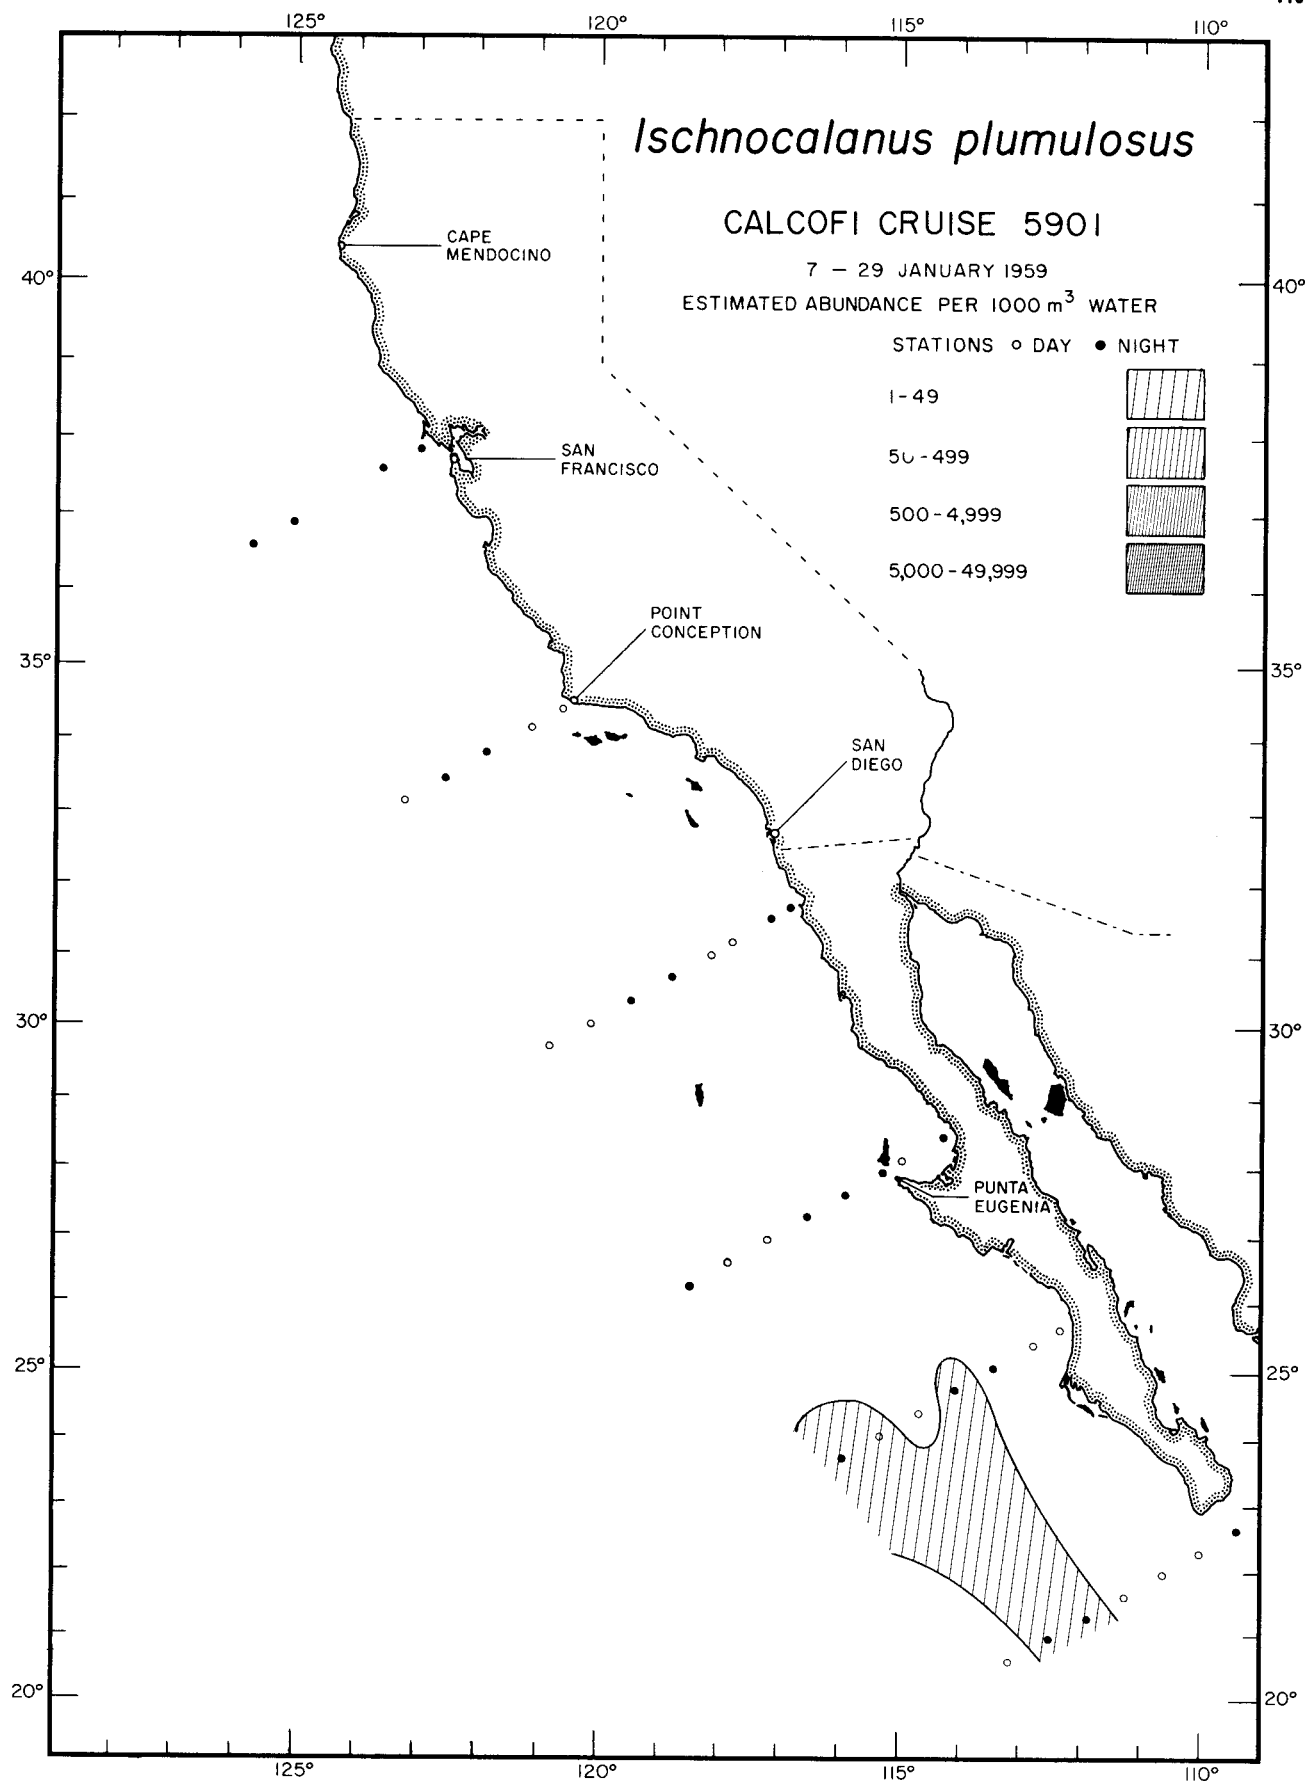 125° 120° 115° 110°
Ischnocalanus plumulosus
CALCOFI CRUISE 5901
7 – 29 JANUARY 1959
ESTIMATED ABUNDANCE PER 1000 m³ WATER
STATIONS ○ DAY ● NIGHT
1-49
50-499
500-4,999
5,000-49,999
CAPE
MENDOCINO
40° 40°
SAN
FRANCISCO
POINT
CONCEPTION
35° 35°
SAN
DIEGO
30° 30°
PUNTA
EUGENIA
25° 25°
20° 20°
125° 120° 115° 110°